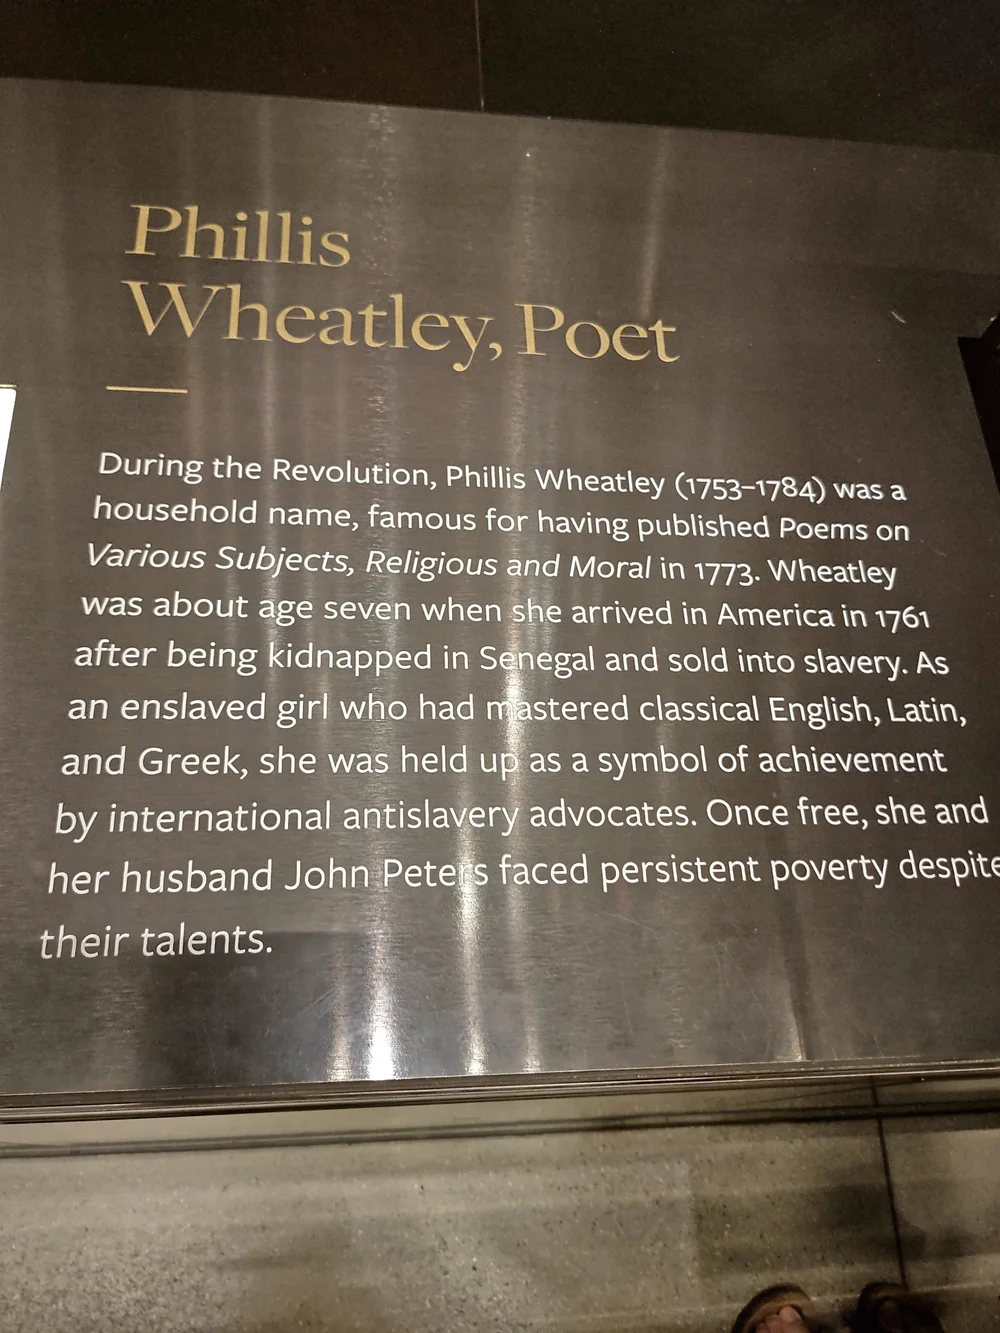 Phillis
Wheatley, Poet
During the Revolution, Phillis Wheatley (1753–1784) was a
household name, famous for having published Poems on
Various Subjects, Religious and Moral in 1773. Wheatley
was about age seven when she arrived in America in 1761
after being kidnapped in Senegal and sold into slavery. As
an enslaved girl who had mastered classical English, Latin,
and Greek, she was held up as a symbol of achievement
by international antislavery advocates. Once free, she and
her husband John Peters faced persistent poverty despite
their talents.